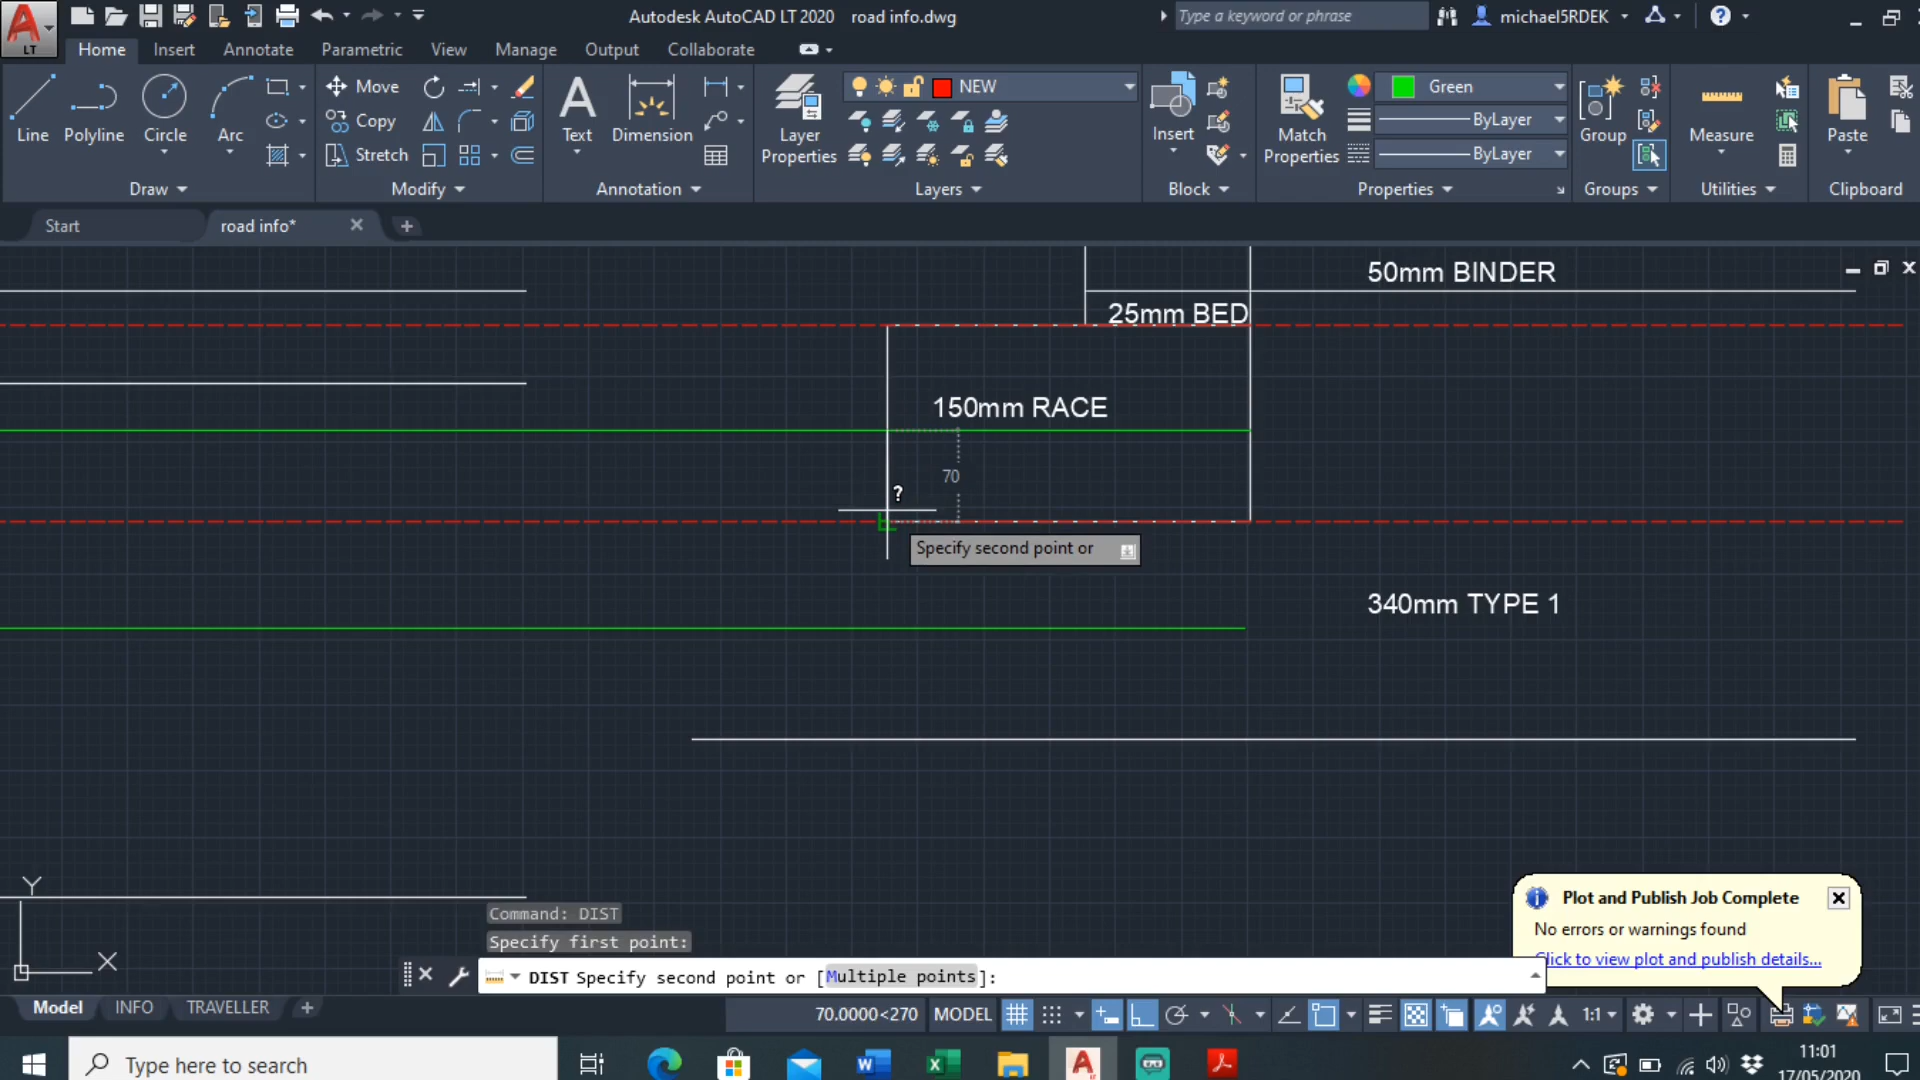 Autodesk AutoCAD LT 2020 road info.dwg
Type a keyword or phrase
michael5RDEK
LT
Home Insert Annotate Parametric View Manage Output Collaborate
Line Polyline Circle Arc
Move
Copy
Stretch
Text Dimension
Layer Properties
NEW
Insert
Match Properties
Green
ByLayer
ByLayer
Group Measure Paste
Draw Modify Annotation Layers Block Properties Groups Utilities Clipboard
Start road info*
50mm BINDER
25mm BED
150mm RACE
70
?
Specify second point or
340mm TYPE 1
Y
X
Command: DIST
Specify first point:
DIST Specify second point or [Multiple points]:
Plot and Publish Job Complete
No errors or warnings found
Click to view plot and publish details...
Model INFO TRAVELLER
70.0000<270 MODEL 1:1
Type here to search
11:01
17/05/2020